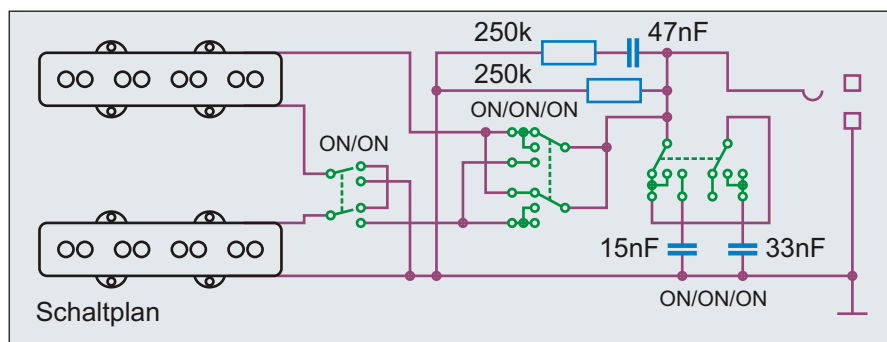 250k
47nF
250k
ON/ON/ON
ON/ON
15nF
33nF
ON/ON/ON
Schaltplan